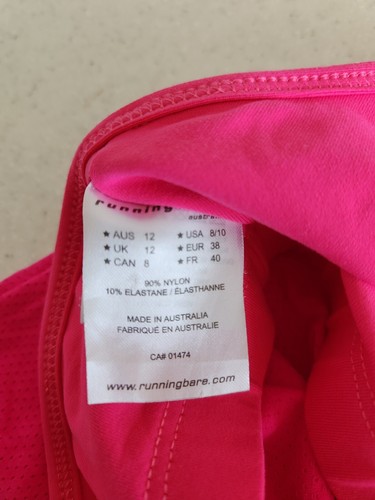 running
★ AUS 12 ★ USA 8/10
★ UK 12 ★ EUR 38
★ CAN 8 ★ FR 40
90% NYLON
10% ELASTANE / ÉLASTHANNE
MADE IN AUSTRALIA
FABRIQUÉ EN AUSTRALIE
CA# 01474
www.runningbare.com